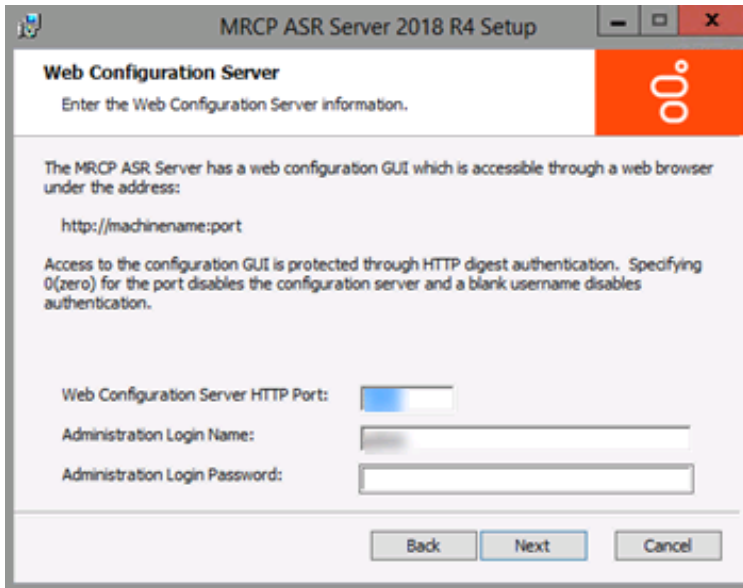 MRCP ASR Server 2018 R4 Setup
Web Configuration Server
Enter the Web Configuration Server information.
The MRCP ASR Server has a web configuration GUI which is accessible through a web browser
under the address:
http://machinename:port
Access to the configuration GUI is protected through HTTP digest authentication.  Specifying
0(zero) for the port disables the configuration server and a blank username disables
authentication.
Web Configuration Server HTTP Port:
Administration Login Name:
Administration Login Password:
Back Next Cancel